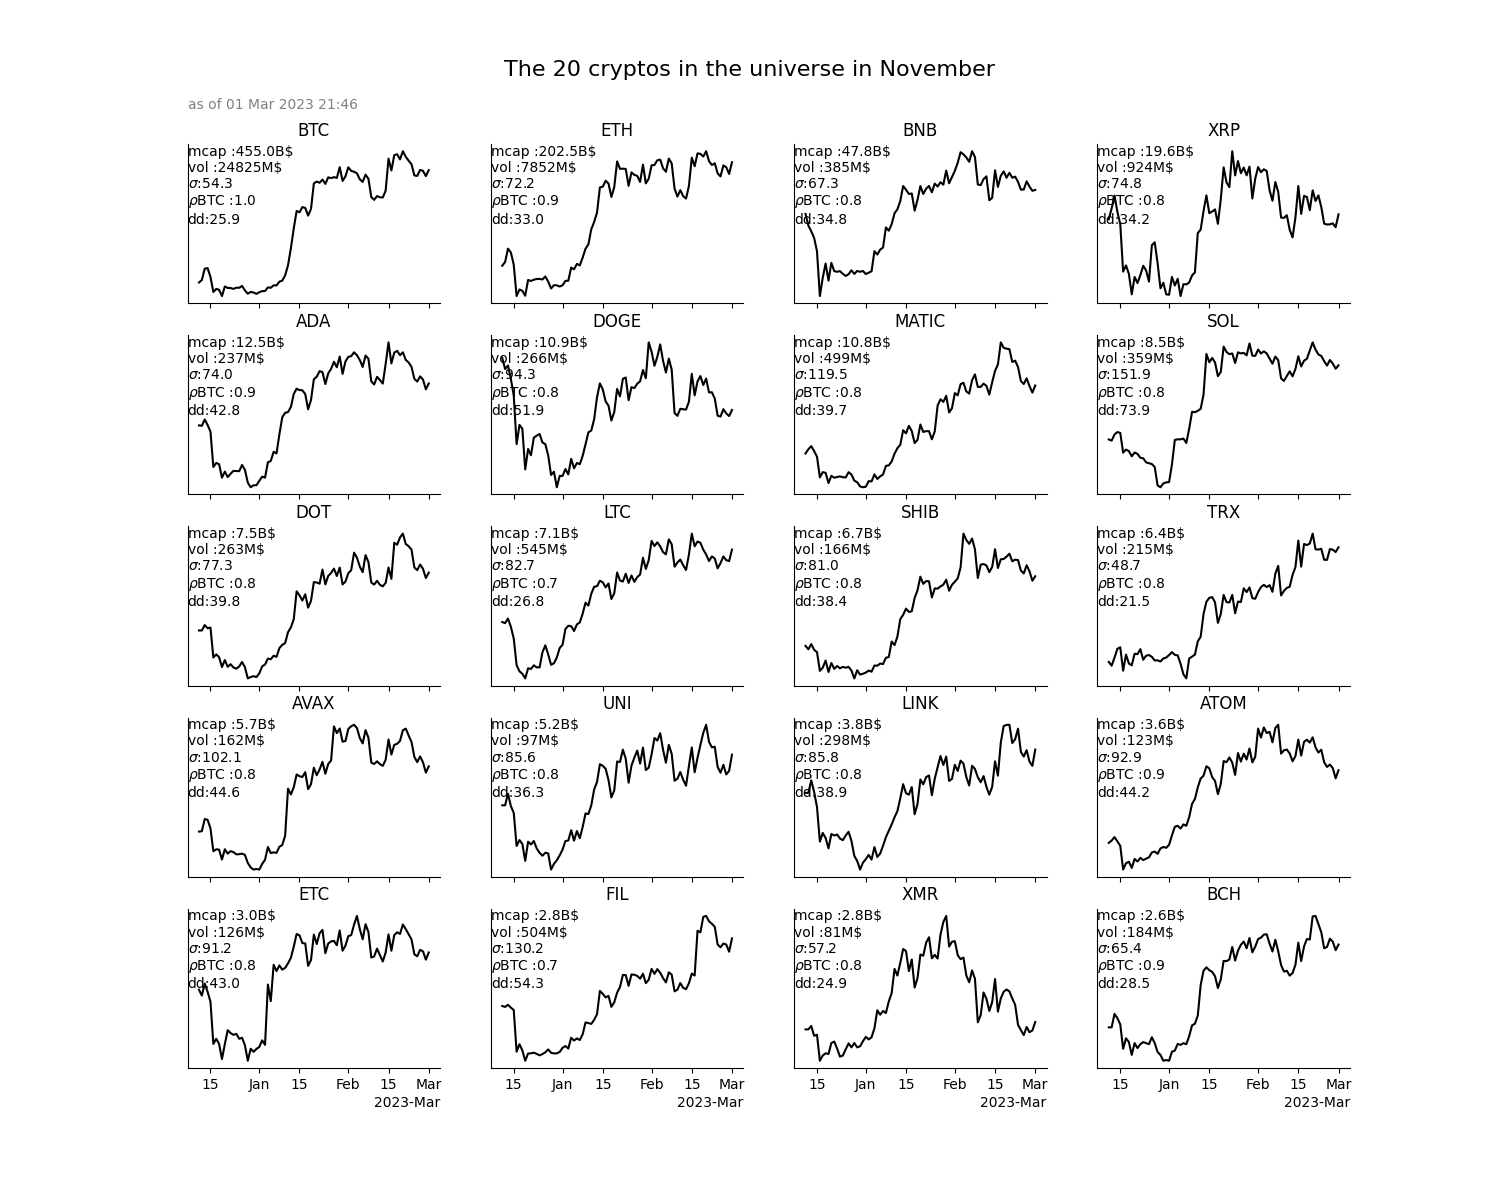 The 20 cryptos in the universe in November
as of 01 Mar 2023 21:46
BTC
mcap :455.0B$
vol :24825M$
σ:54.3
ρBTC :1.0
dd:25.9
ETH
mcap :202.5B$
vol :7852M$
σ:72.2
ρBTC :0.9
dd:33.0
BNB
mcap :47.8B$
vol :385M$
σ:67.3
ρBTC :0.8
dd:34.8
XRP
mcap :19.6B$
vol :924M$
σ:74.8
ρBTC :0.8
dd:34.2
ADA
mcap :12.5B$
vol :237M$
σ:74.0
ρBTC :0.9
dd:42.8
DOGE
mcap :10.9B$
vol :266M$
σ:94.3
ρBTC :0.8
dd:51.9
MATIC
mcap :10.8B$
vol :499M$
σ:119.5
ρBTC :0.8
dd:39.7
SOL
mcap :8.5B$
vol :359M$
σ:151.9
ρBTC :0.8
dd:73.9
DOT
mcap :7.5B$
vol :263M$
σ:77.3
ρBTC :0.8
dd:39.8
LTC
mcap :7.1B$
vol :545M$
σ:82.7
ρBTC :0.7
dd:26.8
SHIB
mcap :6.7B$
vol :166M$
σ:81.0
ρBTC :0.8
dd:38.4
TRX
mcap :6.4B$
vol :215M$
σ:48.7
ρBTC :0.8
dd:21.5
AVAX
mcap :5.7B$
vol :162M$
σ:102.1
ρBTC :0.8
dd:44.6
UNI
mcap :5.2B$
vol :97M$
σ:85.6
ρBTC :0.8
dd:36.3
LINK
mcap :3.8B$
vol :298M$
σ:85.8
ρBTC :0.8
dd:38.9
ATOM
mcap :3.6B$
vol :123M$
σ:92.9
ρBTC :0.9
dd:44.2
ETC
mcap :3.0B$
vol :126M$
σ:91.2
ρBTC :0.8
dd:43.0
15 Jan 15 Feb 15 Mar
2023-Mar
FIL
mcap :2.8B$
vol :504M$
σ:130.2
ρBTC :0.7
dd:54.3
15 Jan 15 Feb 15 Mar
2023-Mar
XMR
mcap :2.8B$
vol :81M$
σ:57.2
ρBTC :0.8
dd:24.9
15 Jan 15 Feb 15 Mar
2023-Mar
BCH
mcap :2.6B$
vol :184M$
σ:65.4
ρBTC :0.9
dd:28.5
15 Jan 15 Feb 15 Mar
2023-Mar